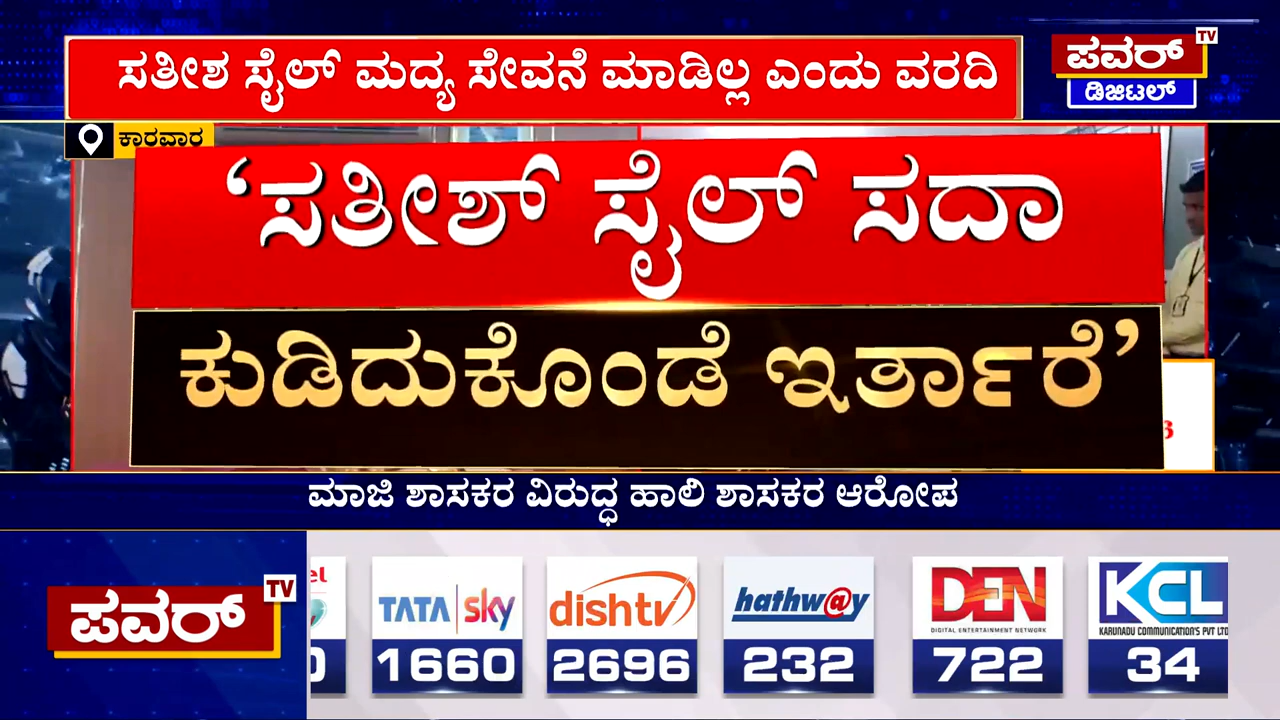 ಸತೀಶ ಸೈಲ್ ಮದ್ಯ ಸೇವನೆ ಮಾಡಿಲ್ಲ ಎಂದು ವರದಿ
ಪವರ್ TV
ಡಿಜಿಟಲ್
ಕಾರವಾರ
‘ಸತೀಶ್ ಸೈಲ್ ಸದಾ
ಕುಡಿದುಕೊಂಡೆ ಇರ್ತಾರೆ’
ಮಾಜಿ ಶಾಸಕರ ವಿರುದ್ಧ ಹಾಲಿ ಶಾಸಕರ ಆರೋಪ
ಪವರ್ TV
TATA sky dishtv hathw@y DEN KCL
DIGITAL ENTERTAINMENT NETWORK KARUNADU COMMUNICATION'S PVT LTD
1660 2696 232 722 34